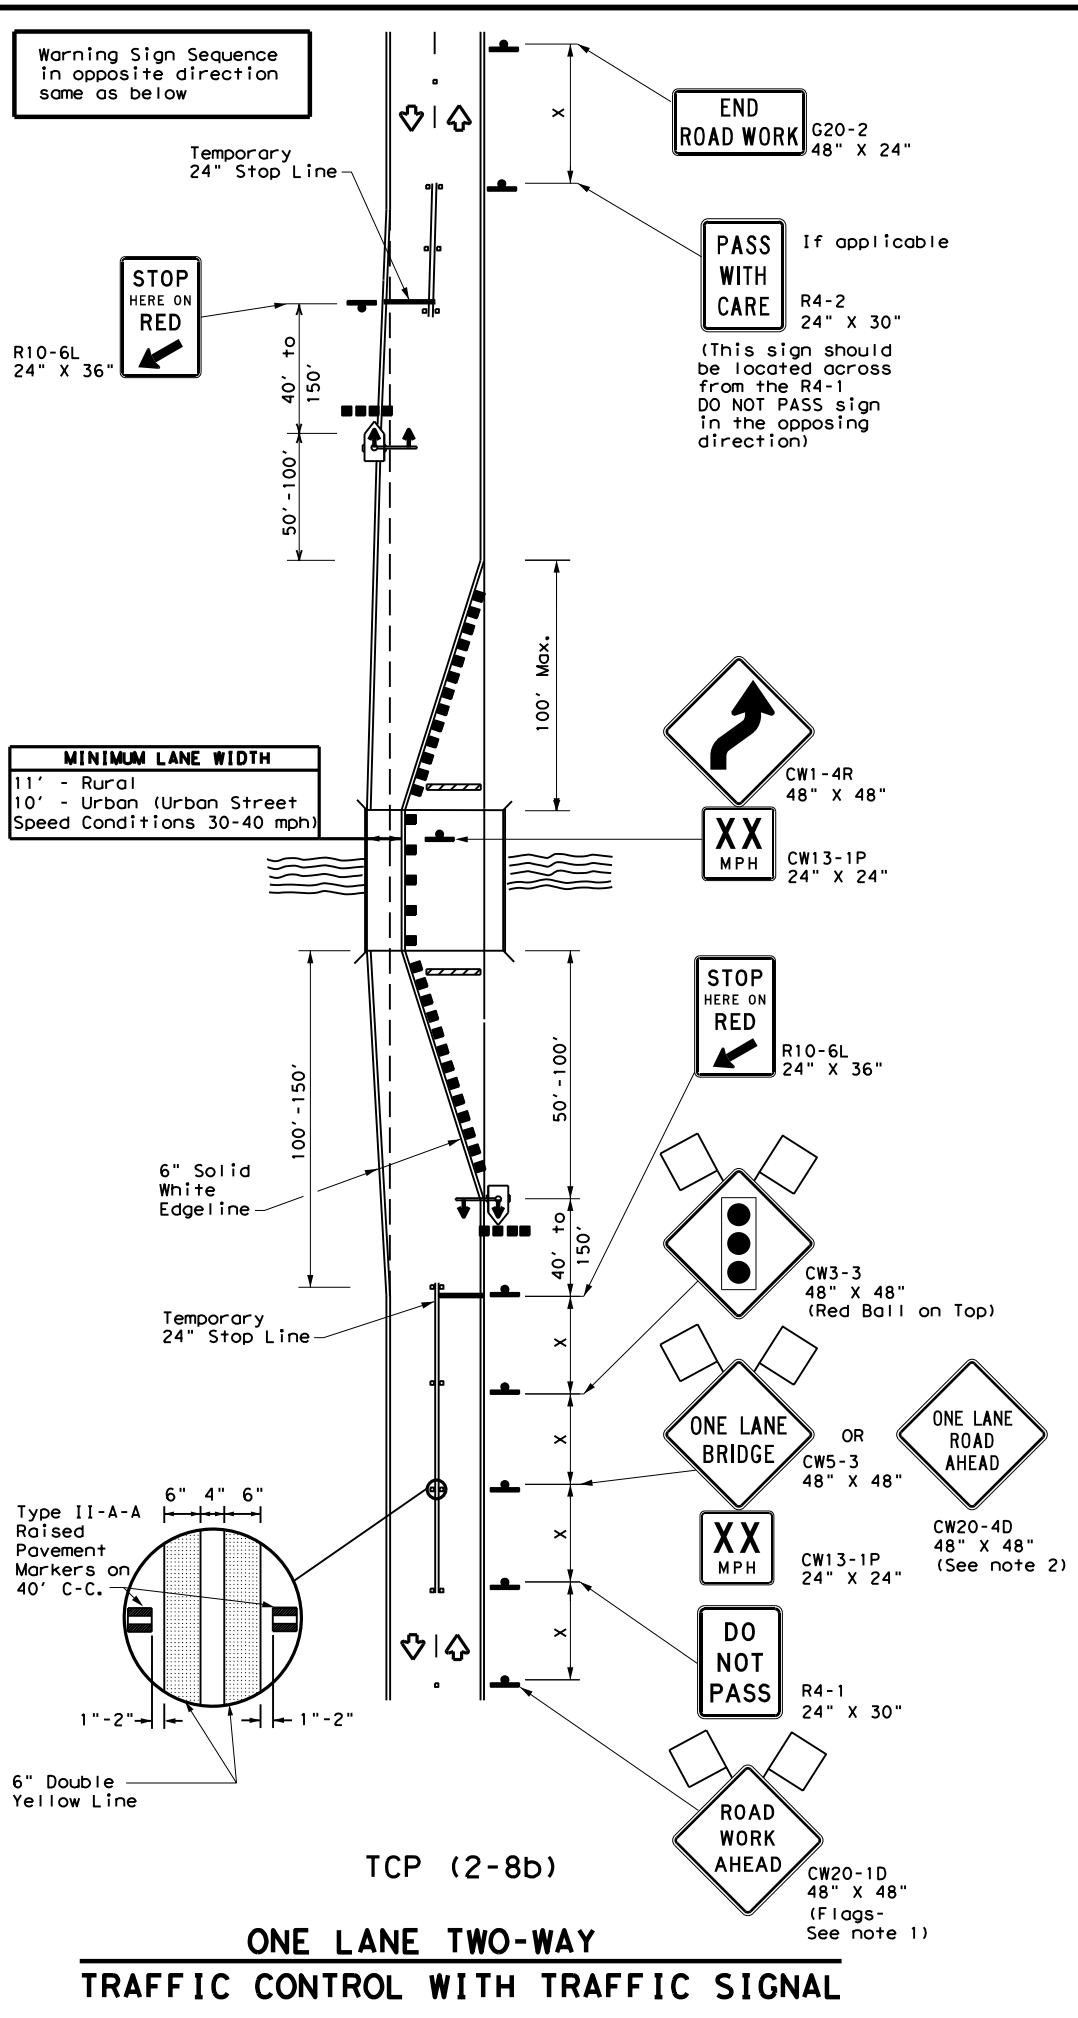 Warning Sign Sequence
in opposite direction
same as below
Temporary
24" Stop Line
STOP
HERE ON
RED
R10-6L
24" X 36"
40' to
150'
50'-100'
X
END
ROAD WORK
G20-2
48" X 24"
PASS
WITH
CARE
If applicable
R4-2
24" X 30"
(This sign should
be located across
from the R4-1
DO NOT PASS sign
in the opposing
direction)
100' Max.
MINIMUM LANE WIDTH
11' - Rural
10' - Urban (Urban Street
Speed Conditions 30-40 mph)
CW1-4R
48" X 48"
XX
MPH
CW13-1P
24" X 24"
STOP
HERE ON
RED
R10-6L
24" X 36"
100'-150'
50'-100'
6" Solid
White
Edgeline
40' to
150'
CW3-3
48" X 48"
(Red Ball on Top)
Temporary
24" Stop Line
X
X
X
X
ONE LANE
BRIDGE
OR
CW5-3
48" X 48"
ONE LANE
ROAD
AHEAD
CW20-4D
48" X 48"
(See note 2)
XX
MPH
CW13-1P
24" X 24"
Type II-A-A
Raised
Pavement
Markers on
40' C-C.
6" 4" 6"
1"-2"
1"-2"
6" Double
Yellow Line
DO
NOT
PASS
R4-1
24" X 30"
ROAD
WORK
AHEAD
CW20-1D
48" X 48"
(Flags-
See note 1)
TCP (2-8b)
ONE LANE TWO-WAY
TRAFFIC CONTROL WITH TRAFFIC SIGNAL